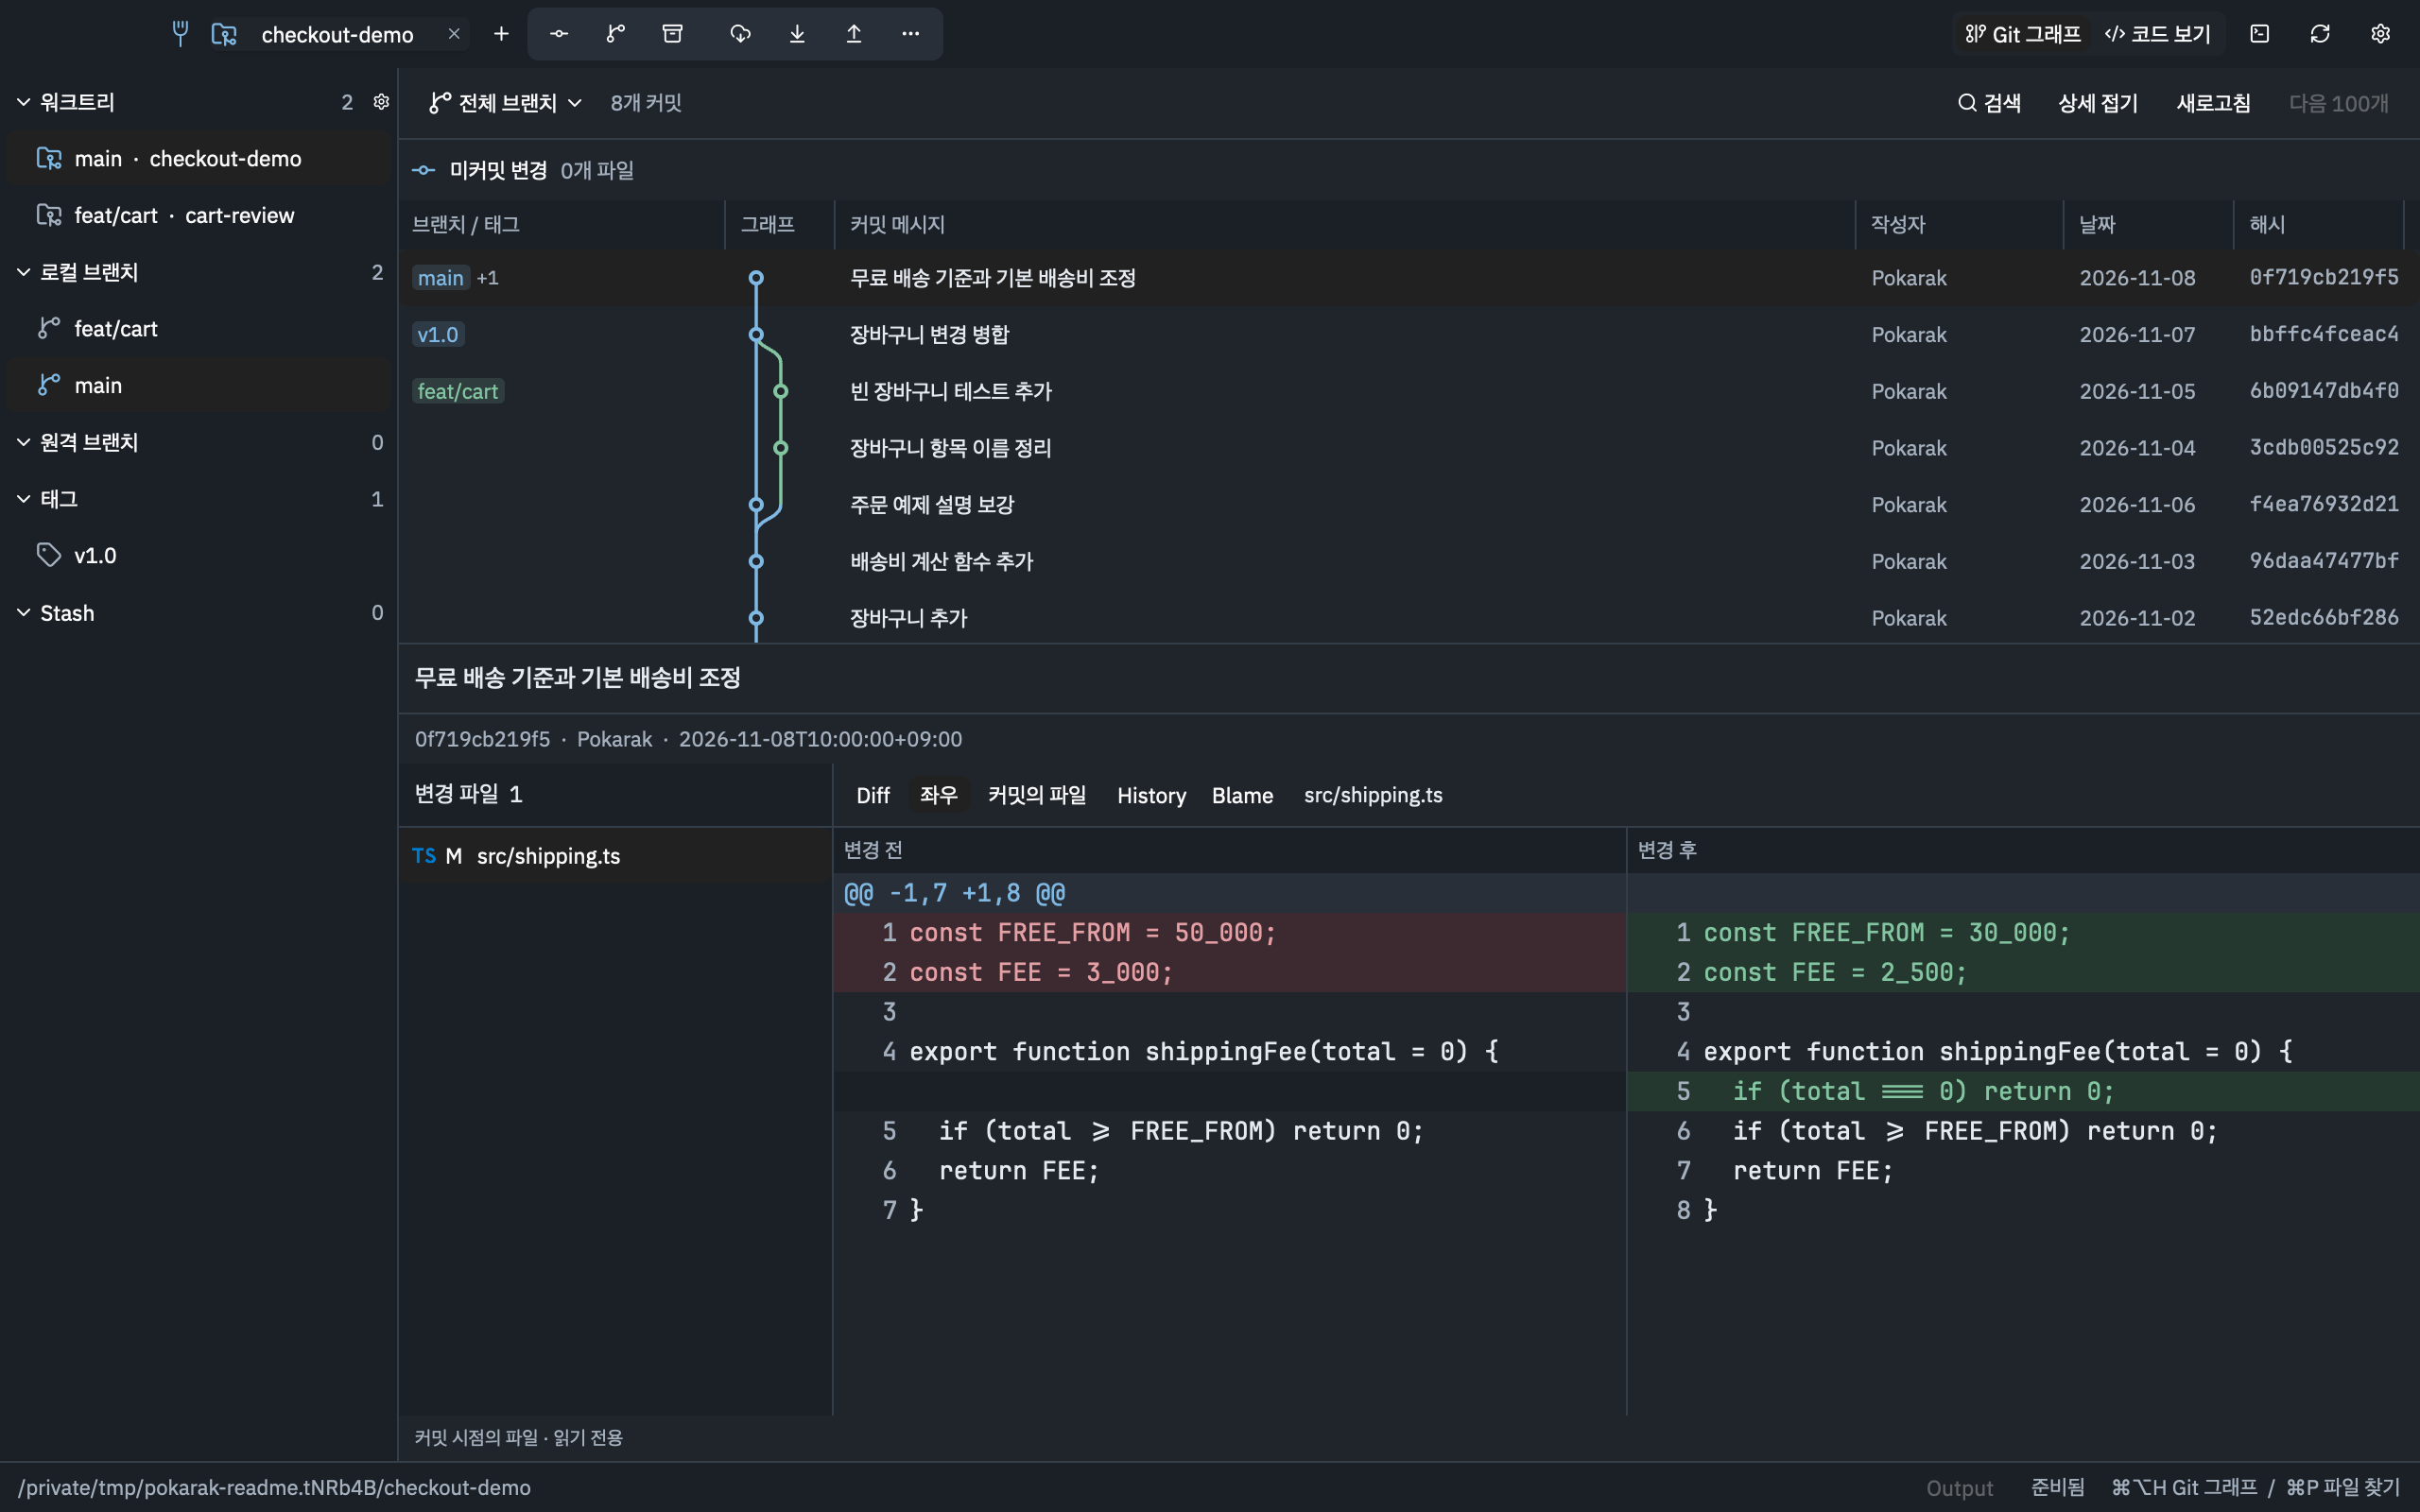 checkout-demo
Git 그래프
</> 코드 보기
워크트리 2
main · checkout-demo
feat/cart · cart-review
로컬 브랜치 2
feat/cart
main
원격 브랜치 0
태그 1
v1.0
Stash 0
전체 브랜치 8개 커밋
검색 상세 접기 새로고침 다음 100개
미커밋 변경 0개 파일
브랜치 / 태그 그래프 커밋 메시지 작성자 날짜 해시
main +1 무료 배송 기준과 기본 배송비 조정 Pokarak 2026-11-08 0f719cb219f5
v1.0 장바구니 변경 병합 Pokarak 2026-11-07 bbffc4fceac4
feat/cart 빈 장바구니 테스트 추가 Pokarak 2026-11-05 6b09147db4f0
장바구니 항목 이름 정리 Pokarak 2026-11-04 3cdb00525c92
주문 예제 설명 보강 Pokarak 2026-11-06 f4ea76932d21
배송비 계산 함수 추가 Pokarak 2026-11-03 96daa47477bf
장바구니 추가 Pokarak 2026-11-02 52edc66bf286
무료 배송 기준과 기본 배송비 조정
0f719cb219f5 · Pokarak · 2026-11-08T10:00:00+09:00
변경 파일 1
TS M src/shipping.ts
Diff 좌우 커밋의 파일 History Blame src/shipping.ts
변경 전
@@ -1,7 +1,8 @@
1 const FREE_FROM = 50_000;
2 const FEE = 3_000;
3
4 export function shippingFee(total = 0) {
5 if (total >= FREE_FROM) return 0;
6 return FEE;
7 }
변경 후
1 const FREE_FROM = 30_000;
2 const FEE = 2_500;
3
4 export function shippingFee(total = 0) {
5 if (total === 0) return 0;
6 if (total >= FREE_FROM) return 0;
7 return FEE;
8 }
커밋 시점의 파일 · 읽기 전용
/private/tmp/pokarak-readme.tNRb4B/checkout-demo
Output 준비됨 ⌘⌥H Git 그래프 / ⌘P 파일 찾기